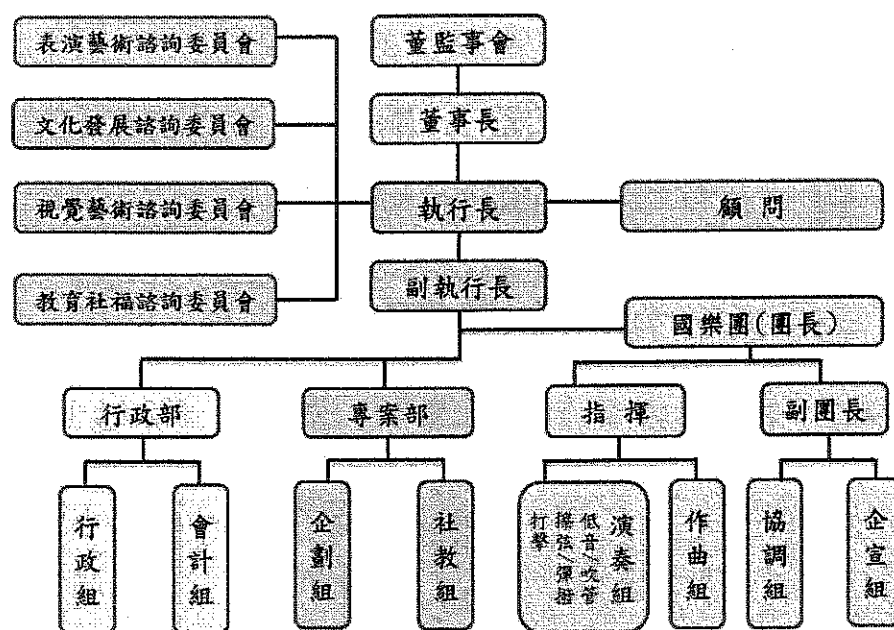 表演藝術諮詢委員會
董監事會
文化發展諮詢委員會
董事長
視覺藝術諮詢委員會
執行長
顧問
教育社福諮詢委員會
副執行長
國樂團(團長)
行政部
專案部
指揮
副團長
行政組
會計組
企劃組
社教組
演奏組
低音/吹管
擦弦/彈撥
打擊
作曲組
協調組
企宣組